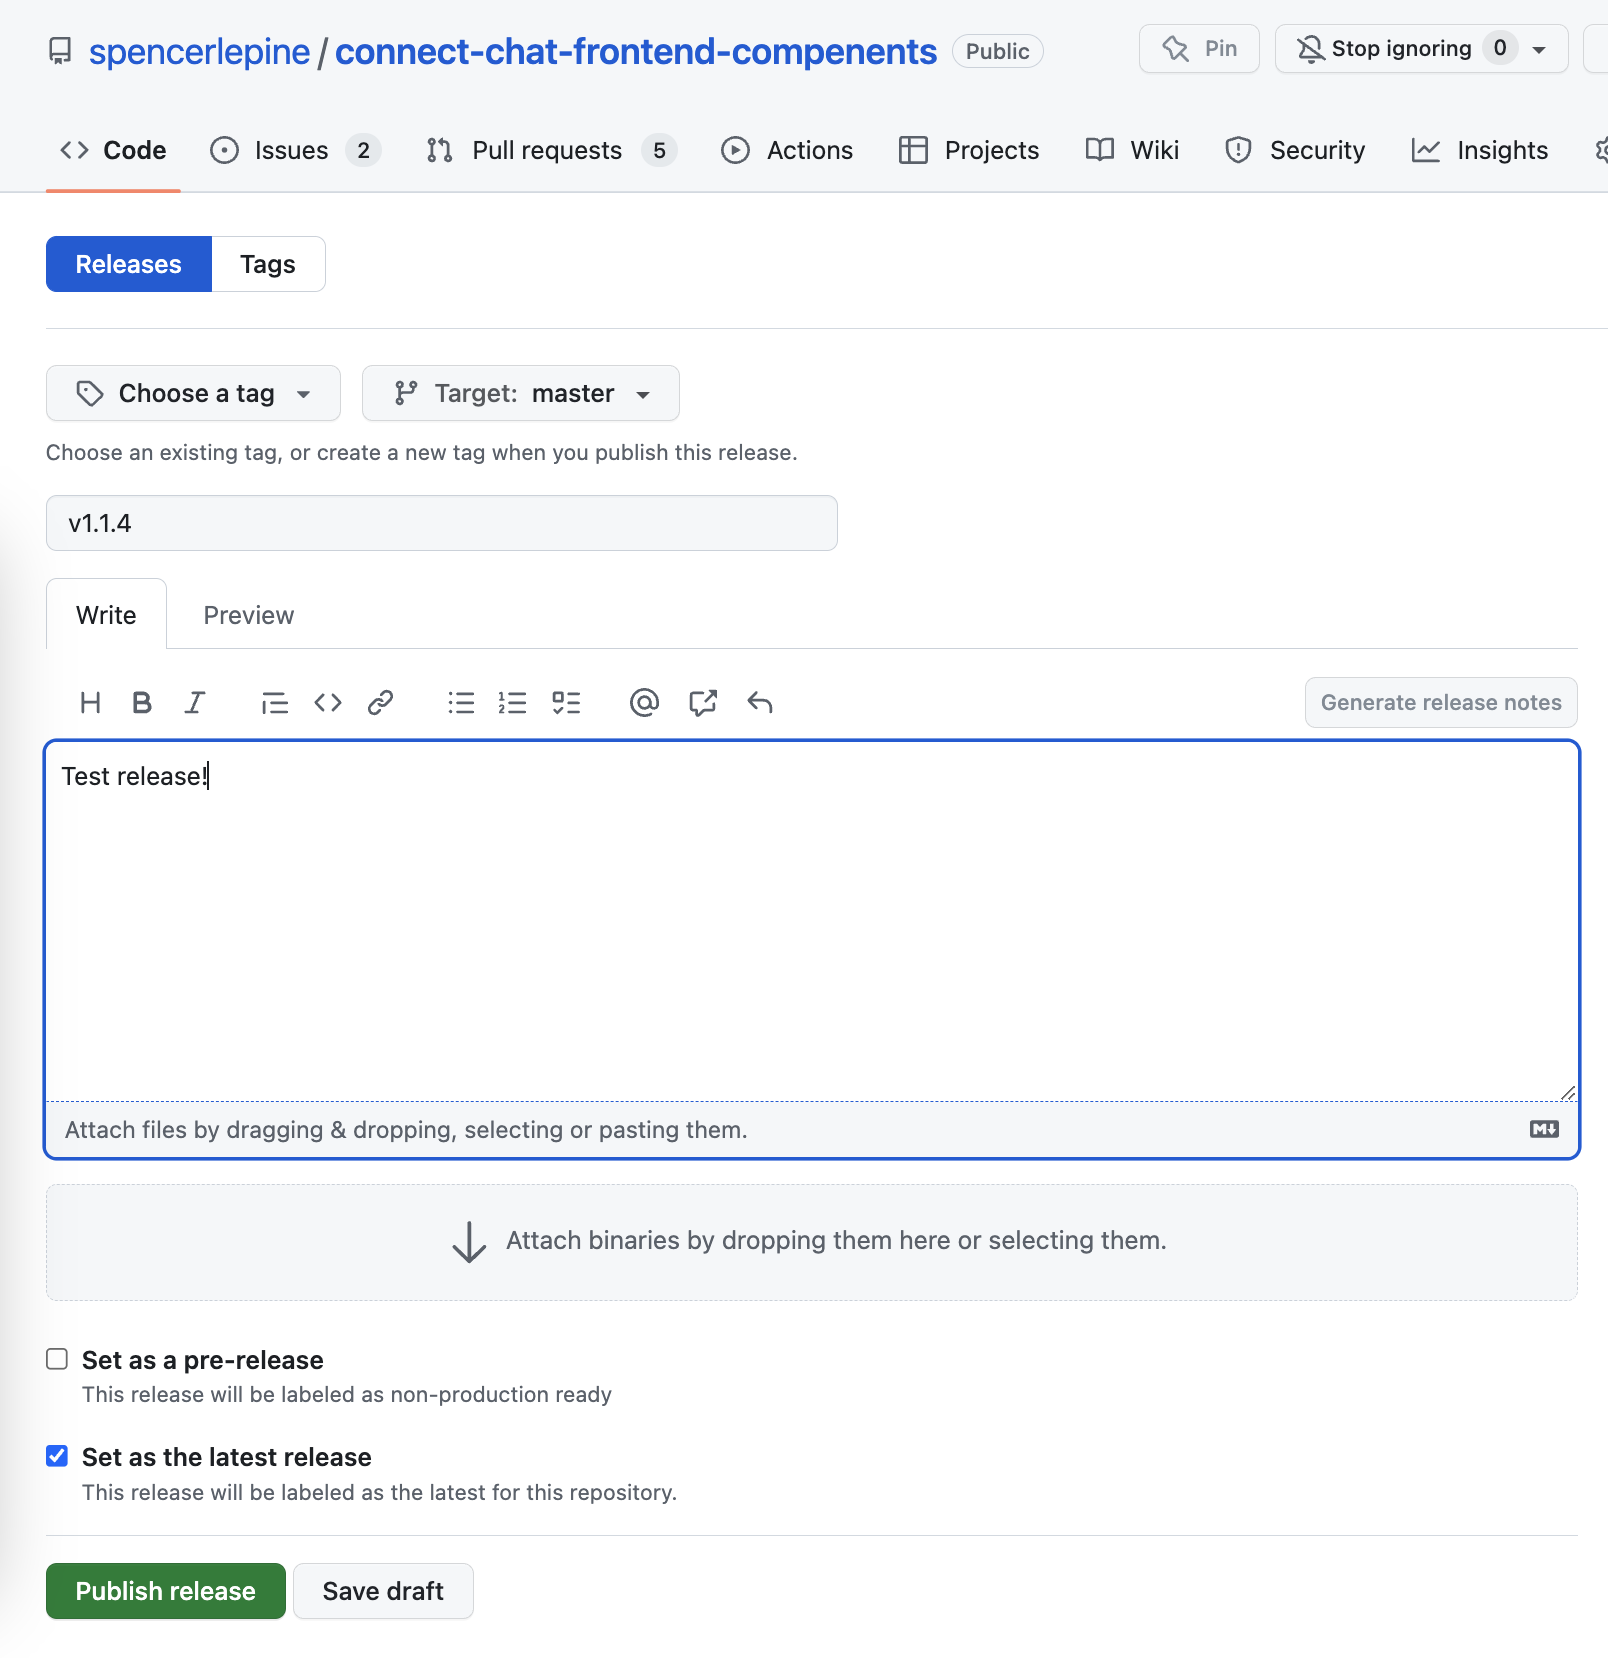 spencerlepine / connect-chat-frontend-compenents Public Pin Stop ignoring 0
Code Issues 2 Pull requests 5 Actions Projects Wiki Security Insights
Releases Tags
Choose a tag Target: master
Choose an existing tag, or create a new tag when you publish this release.
v1.1.4
Write Preview
H B I Generate release notes
Test release!
Attach files by dragging & dropping, selecting or pasting them.
Attach binaries by dropping them here or selecting them.
Set as a pre-release
This release will be labeled as non-production ready
Set as the latest release
This release will be labeled as the latest for this repository.
Publish release Save draft